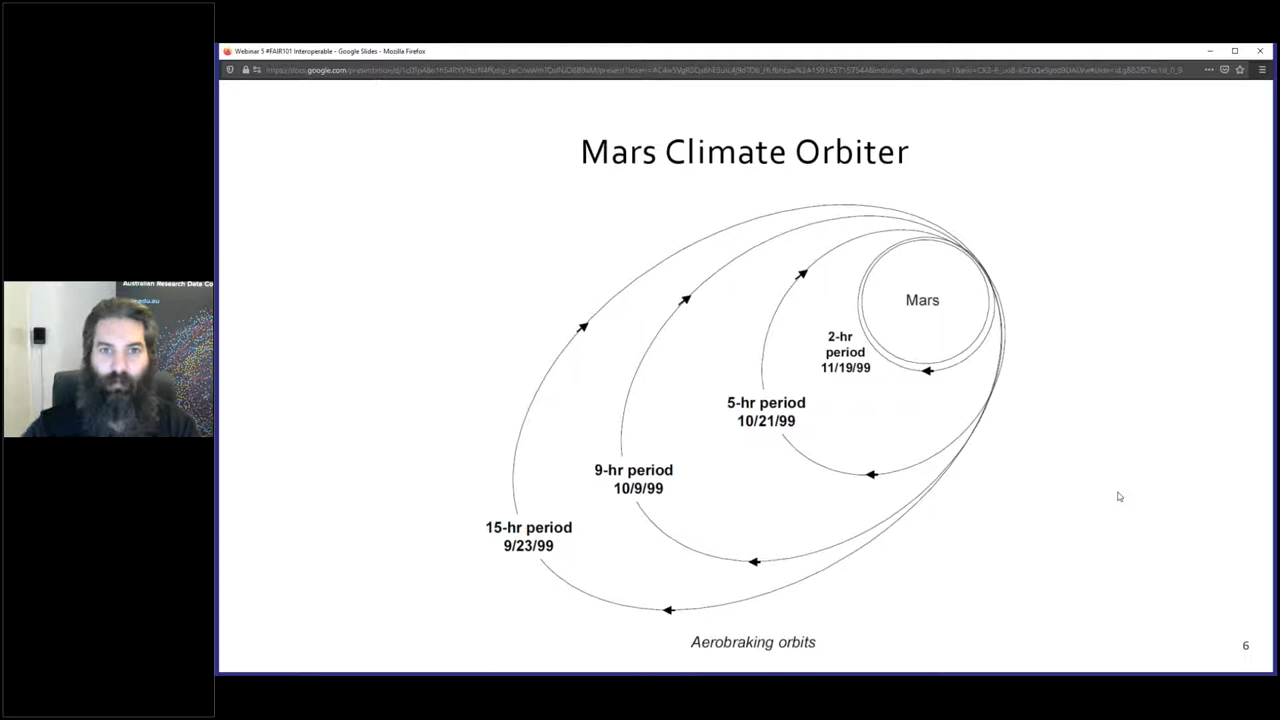 Webinar 5 #FAIR101 Interoperable - Google Slides - Mozilla Firefox
Australian Research Data Co
edu.au
Mars Climate Orbiter
Mars
2-hr
period
11/19/99
5-hr period
10/21/99
9-hr period
10/9/99
15-hr period
9/23/99
Aerobraking orbits
6